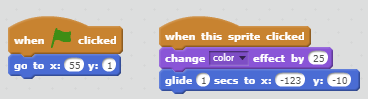 when clicked
go to x: 55 y: 1
when this sprite clicked
change color effect by 25
glide 1 secs to x: -123 y: -10